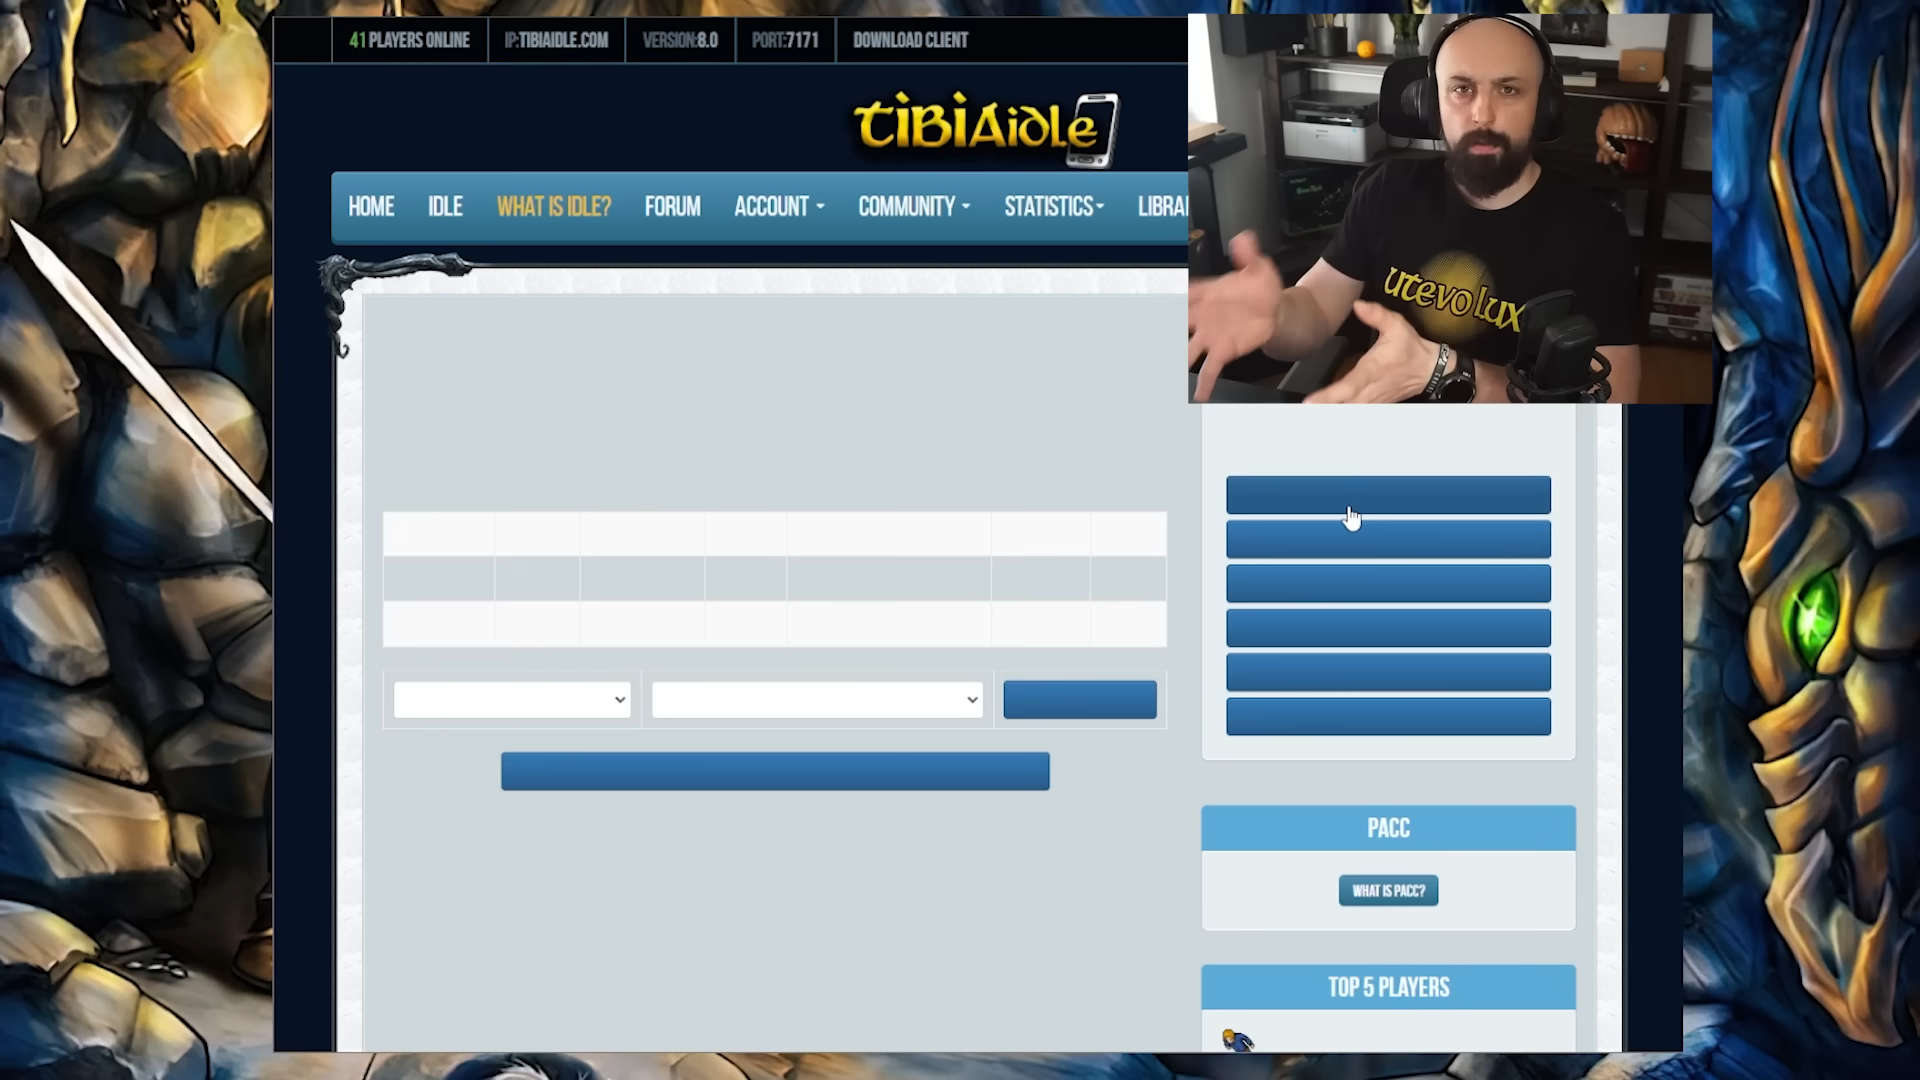 41 PLAYERS ONLINE
IP:TIBIAIDLE.COM
VERSION:8.0
PORT:7171
DOWNLOAD CLIENT
TIBIAidle
HOME
IDLE
WHAT IS IDLE?
FORUM
ACCOUNT
COMMUNITY
STATISTICS
utevo lux
PACC
WHAT IS PACC?
TOP 5 PLAYERS